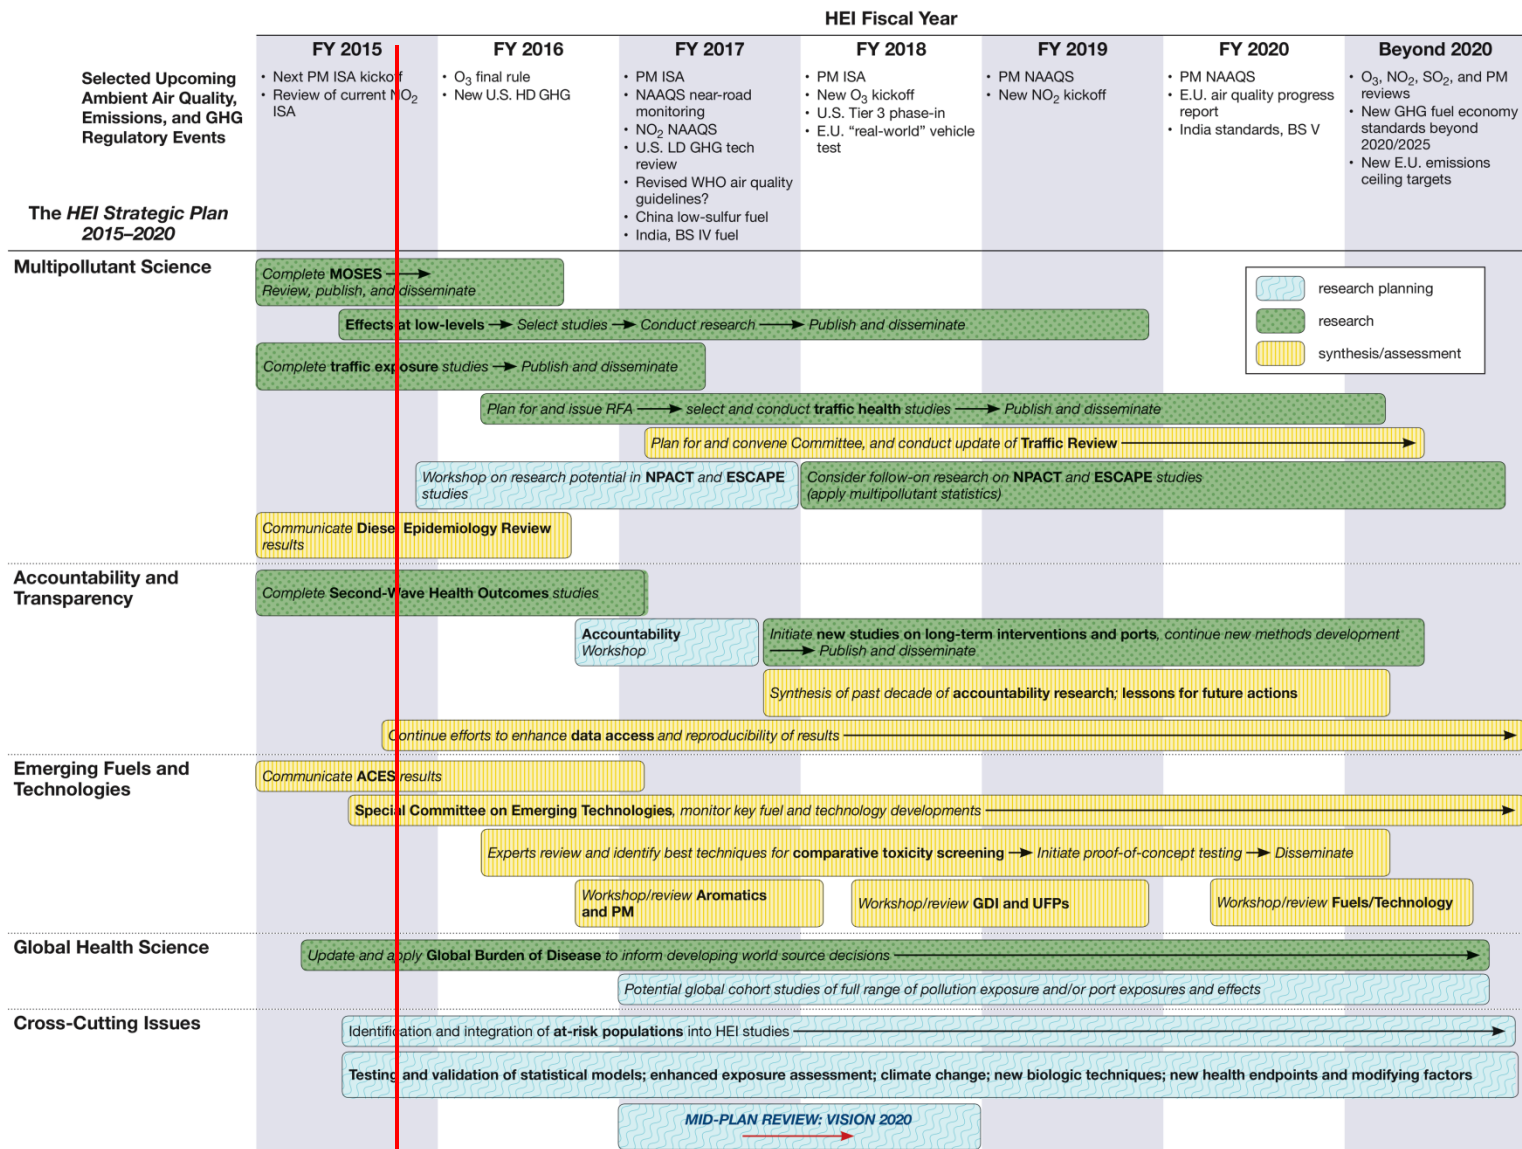 HEI Fiscal Year
FY 2015
FY 2016
FY 2017
FY 2018
FY 2019
FY 2020
Beyond 2020
Selected Upcoming
Ambient Air Quality,
Emissions, and GHG
Regulatory Events
• Next PM ISA kickoff
• Review of current NO₂
ISA
• O₃ final rule
• New U.S. HD GHG
• PM ISA
• NAAQS near-road
monitoring
• NO₂ NAAQS
• U.S. LD GHG tech
review
• Revised WHO air quality
guidelines?
• China low-sulfur fuel
• India, BS IV fuel
• PM ISA
• New O₃ kickoff
• U.S. Tier 3 phase-in
• E.U. “real-world” vehicle
test
• PM NAAQS
• New NO₂ kickoff
• PM NAAQS
• E.U. air quality progress
report
• India standards, BS V
• O₃, NO₂, SO₂, and PM
reviews
• New GHG fuel economy
standards beyond
2020/2025
• New E.U. emissions
ceiling targets
The HEI Strategic Plan
2015–2020
Multipollutant Science
Complete MOSES
Review, publish, and disseminate
research planning
research
synthesis/assessment
Effects at low-levels → Select studies → Conduct research → Publish and disseminate
Complete traffic exposure studies → Publish and disseminate
Plan for and issue RFA → select and conduct traffic health studies → Publish and disseminate
Plan for and convene Committee, and conduct update of Traffic Review
Workshop on research potential in NPACT and ESCAPE
studies
Consider follow-on research on NPACT and ESCAPE studies
(apply multipollutant statistics)
Communicate Diesel Epidemiology Review
results
Accountability and
Transparency
Complete Second-Wave Health Outcomes studies
Accountability
Workshop
Initiate new studies on long-term interventions and ports, continue new methods development
→ Publish and disseminate
Synthesis of past decade of accountability research; lessons for future actions
Continue efforts to enhance data access and reproducibility of results
Emerging Fuels and
Technologies
Communicate ACES results
Special Committee on Emerging Technologies, monitor key fuel and technology developments
Experts review and identify best techniques for comparative toxicity screening → Initiate proof-of-concept testing → Disseminate
Workshop/review Aromatics
and PM
Workshop/review GDI and UFPs
Workshop/review Fuels/Technology
Global Health Science
Update and apply Global Burden of Disease to inform developing world source decisions
Potential global cohort studies of full range of pollution exposure and/or port exposures and effects
Cross-Cutting Issues
Identification and integration of at-risk populations into HEI studies
Testing and validation of statistical models; enhanced exposure assessment; climate change; new biologic techniques; new health endpoints and modifying factors
MID-PLAN REVIEW: VISION 2020